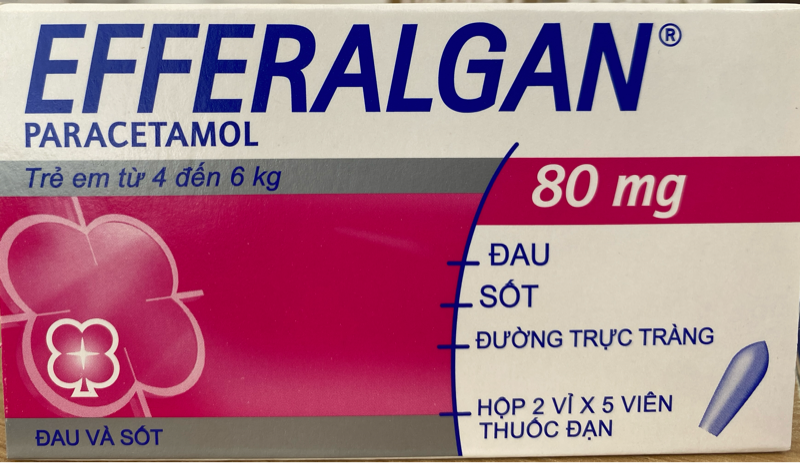 EFFERALGAN®
PARACETAMOL
Trẻ em từ 4 đến 6 kg
80 mg
ĐAU
SỐT
ĐƯỜNG TRỰC TRÀNG
HỘP 2 VỈ X 5 VIÊN
THUỐC ĐẠN
ĐAU VÀ SỐT